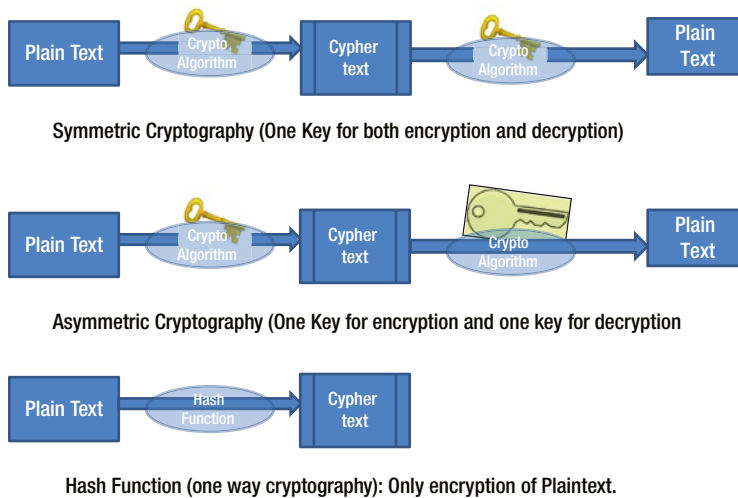 Plain Text
Crypto
Algorithm
Cypher
text
Crypto
Algorithm
Plain
Text
Symmetric Cryptography (One Key for both encryption and decryption)
Plain Text
Crypto
Algorithm
Cypher
text
Crypto
Algorithm
Plain
Text
Asymmetric Cryptography (One Key for encryption and one key for decryption
Plain Text
Hash
Function
Cypher
text
Hash Function (one way cryptography): Only encryption of Plaintext.